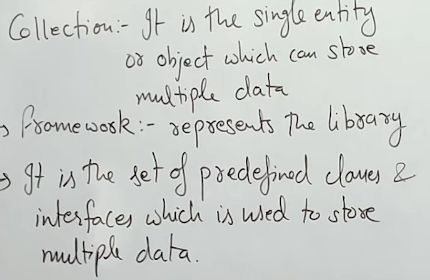 Collection:- It is the single entity
or object which can store
multiple data
→ framework:- represents the library
→ It is the set of predefined classes &
interfaces which is used to store
multiple data.